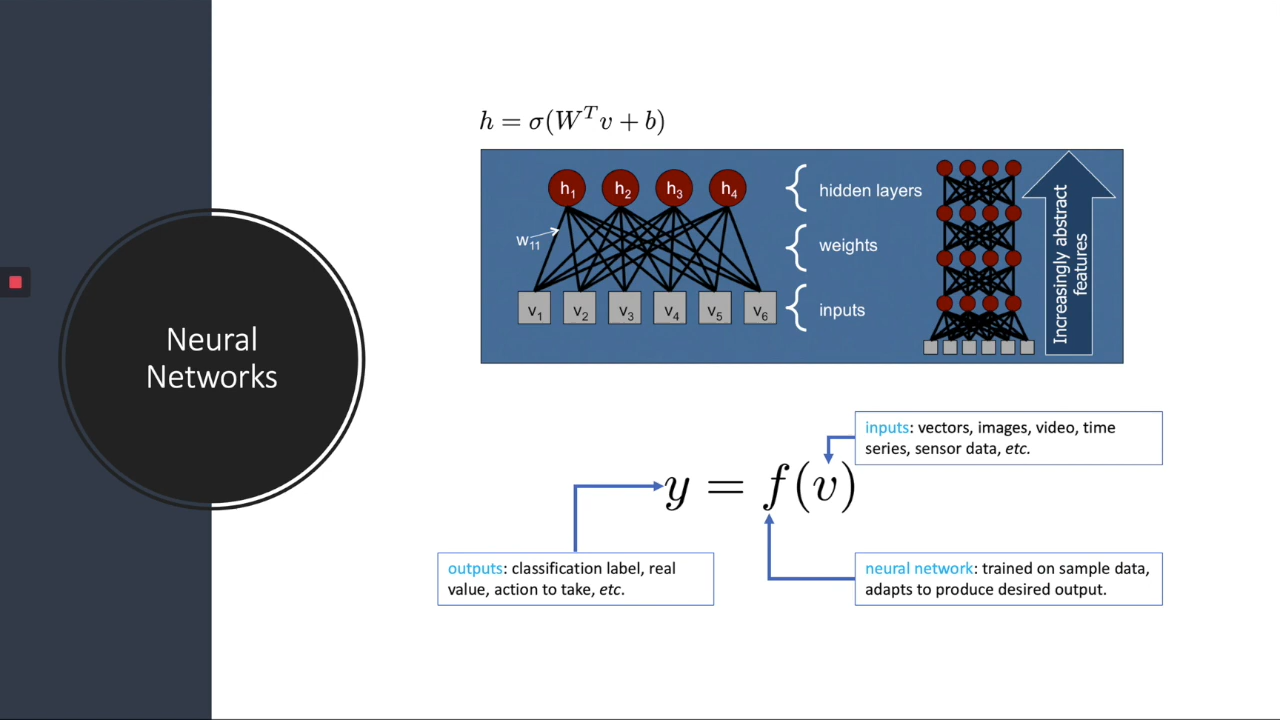 Neural
Networks
h = σ(Wᵀv + b)
h₁ h₂ h₃ h₄
hidden layers
w₁₁
weights
v₁ v₂ v₃ v₄ v₅ v₆
inputs
Increasingly abstract
features
inputs: vectors, images, video, time
series, sensor data, etc.
y = f(v)
outputs: classification label, real
value, action to take, etc.
neural network: trained on sample data,
adapts to produce desired output.